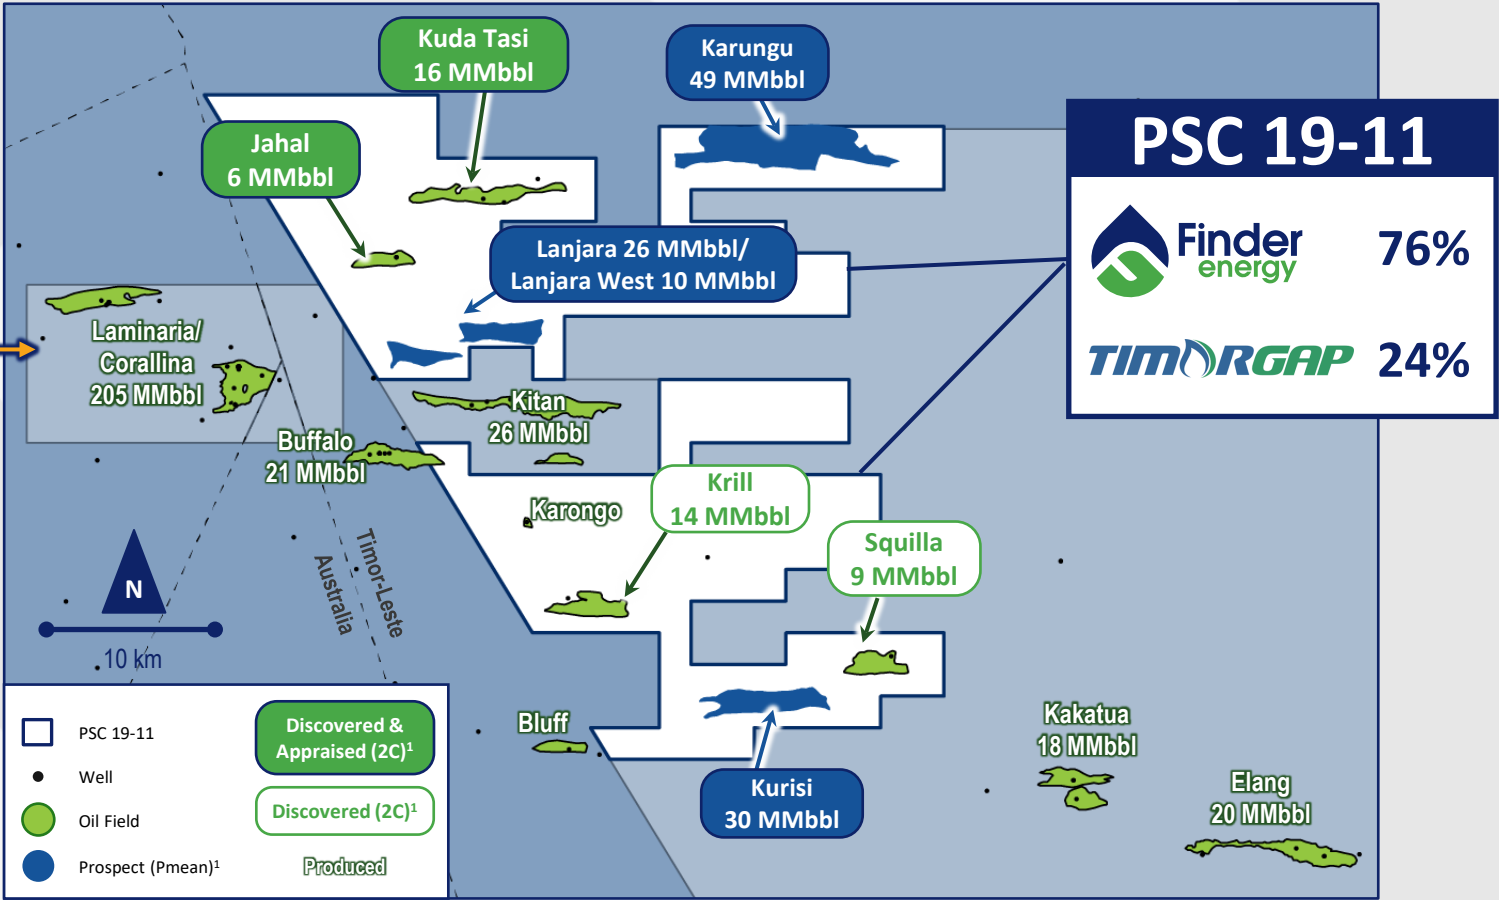 Kuda Tasi
16 MMbbl
Karungu
49 MMbbl
PSC 19-11
Jahal
6 MMbbl
Finder
energy
76%
Lanjara 26 MMbbl/
Lanjara West 10 MMbbl
TIMORGAP
24%
Laminaria/
Corallina
205 MMbbl
Kitan
26 MMbbl
Buffalo
21 MMbbl
Krill
14 MMbbl
Karongo
Squilla
9 MMbbl
Timor-Leste
Australia
N
10 km
PSC 19-11
Well
Oil Field
Prospect (Pmean)¹
Discovered &
Appraised (2C)¹
Discovered (2C)¹
Produced
Bluff
Kurisi
30 MMbbl
Kakatua
18 MMbbl
Elang
20 MMbbl